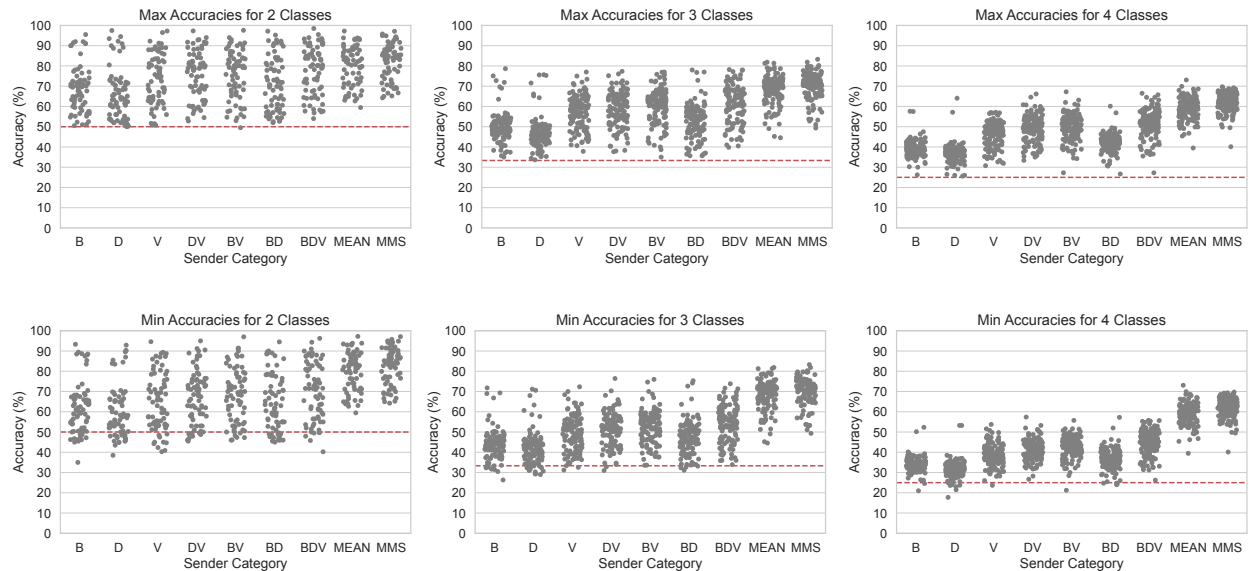 Max Accuracies for 2 Classes
100
90
80
70
60
50
40
30
20
10
0
Accuracy (%)
B D V DV BV BD BDV MEAN MMS
Sender Category
Max Accuracies for 3 Classes
100
90
80
70
60
50
40
30
20
10
0
Accuracy (%)
B D V DV BV BD BDV MEAN MMS
Sender Category
Max Accuracies for 4 Classes
100
90
80
70
60
50
40
30
20
10
0
Accuracy (%)
B D V DV BV BD BDV MEAN MMS
Sender Category
Min Accuracies for 2 Classes
100
90
80
70
60
50
40
30
20
10
0
Accuracy (%)
B D V DV BV BD BDV MEAN MMS
Sender Category
Min Accuracies for 3 Classes
100
90
80
70
60
50
40
30
20
10
0
Accuracy (%)
B D V DV BV BD BDV MEAN MMS
Sender Category
Min Accuracies for 4 Classes
100
90
80
70
60
50
40
30
20
10
0
Accuracy (%)
B D V DV BV BD BDV MEAN MMS
Sender Category